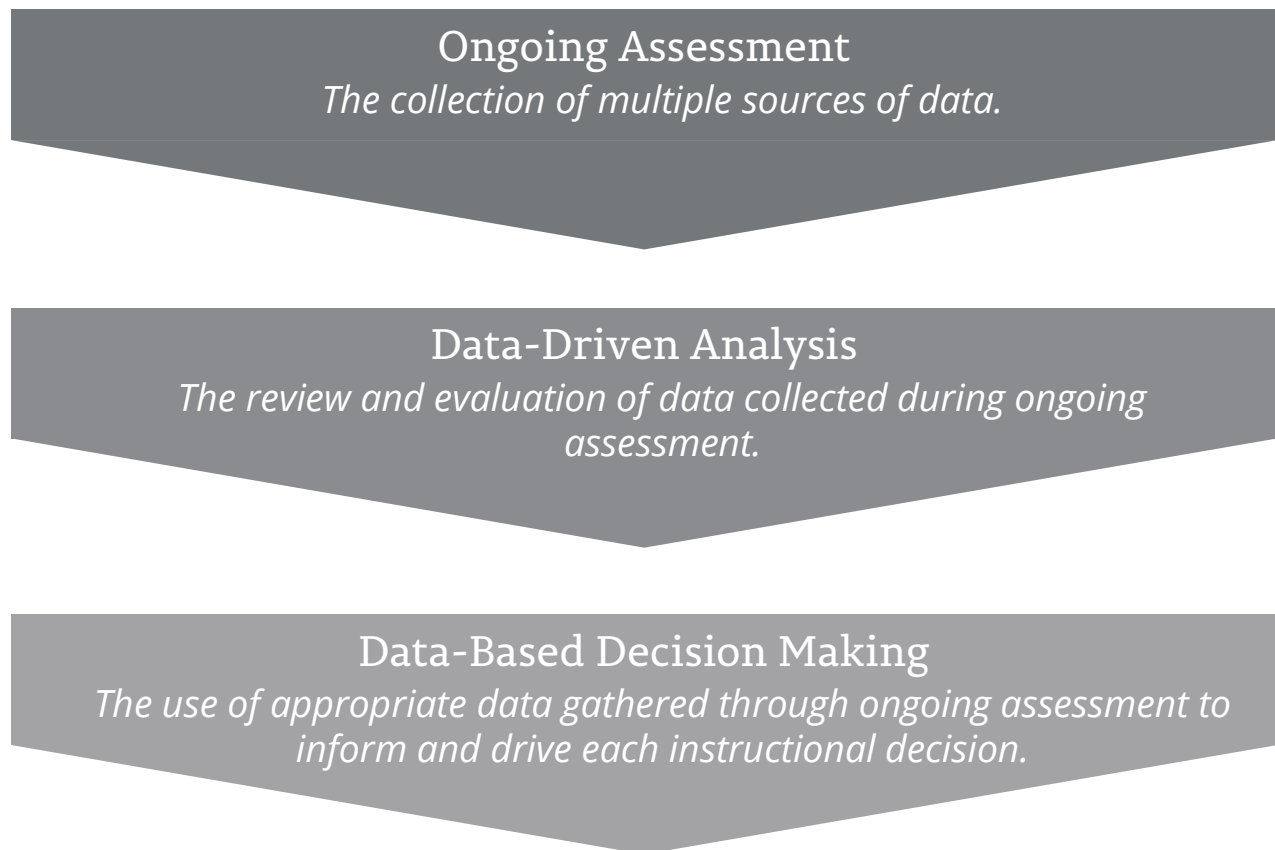 Ongoing Assessment
The collection of multiple sources of data.
Data-Driven Analysis
The review and evaluation of data collected during ongoing
assessment.
Data-Based Decision Making
The use of appropriate data gathered through ongoing assessment to
inform and drive each instructional decision.